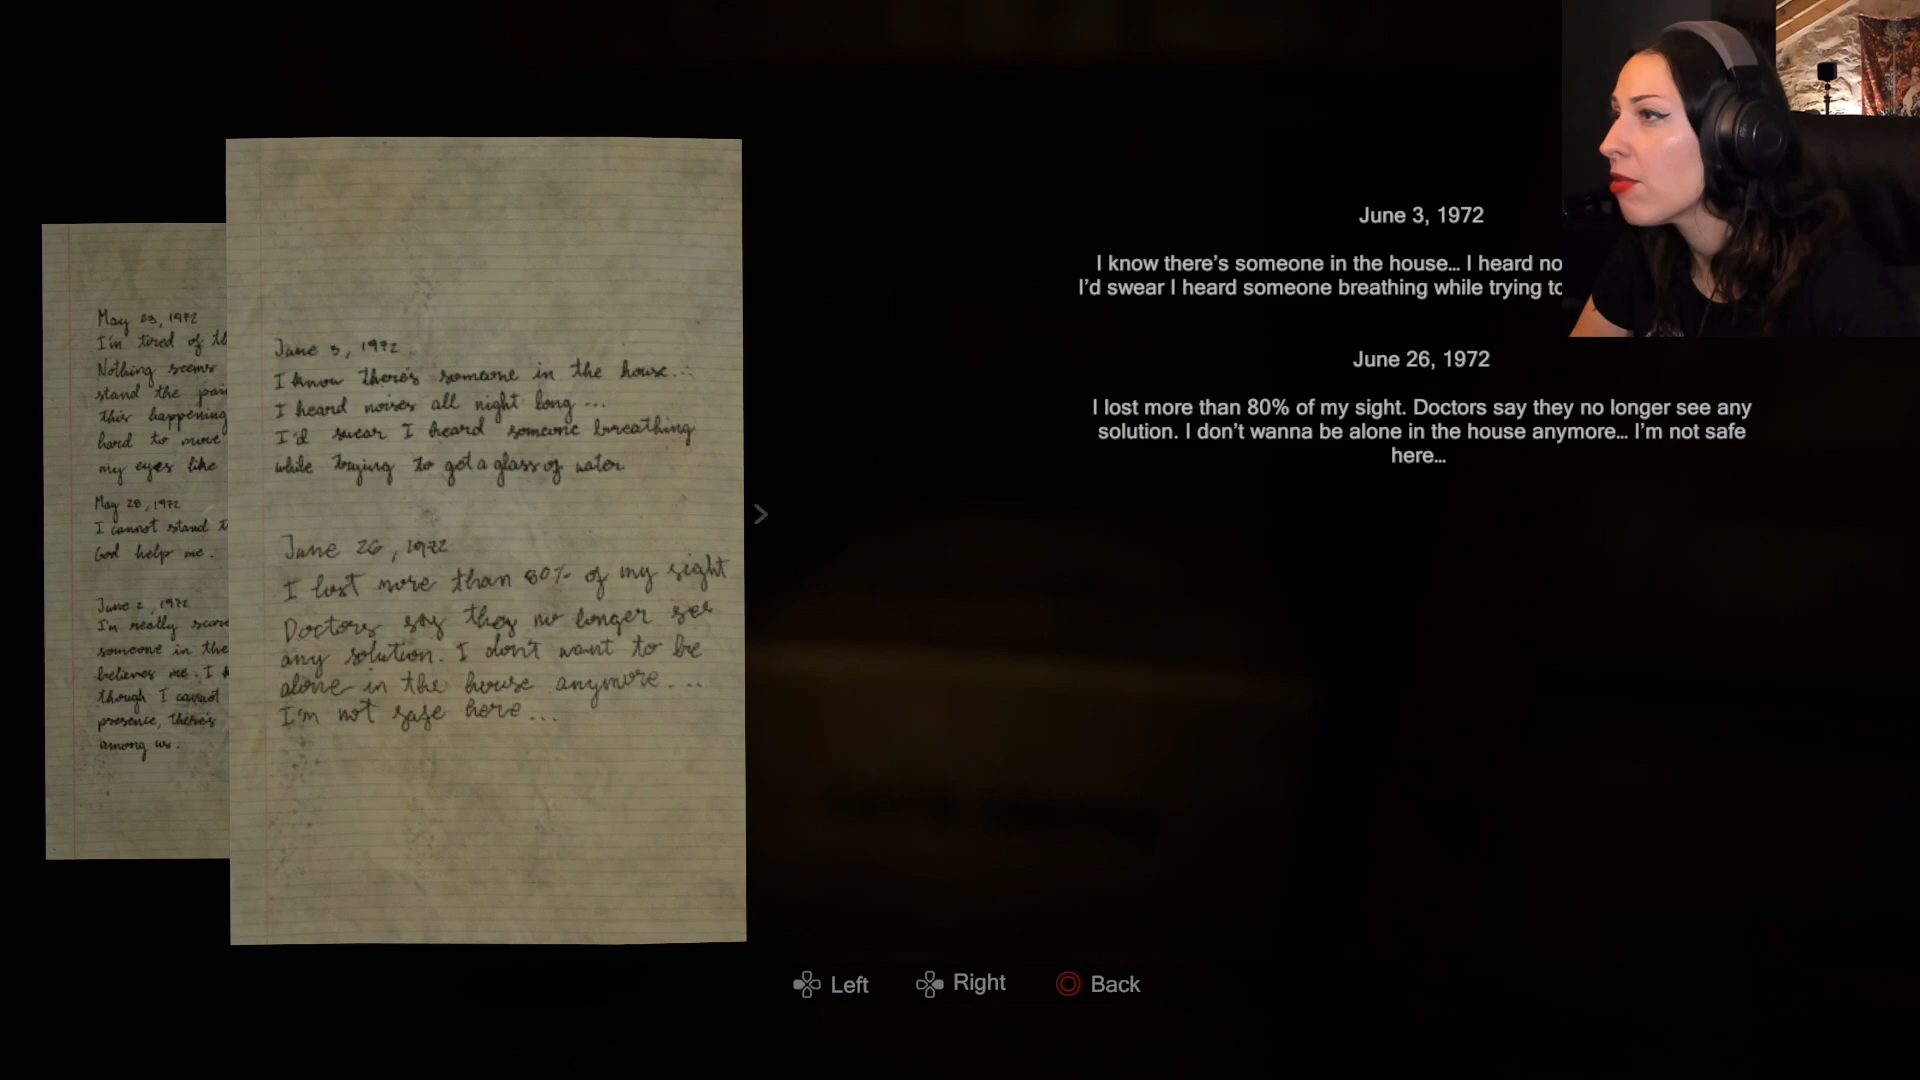 May 23, 1972
I'm tired of
Nothing seems
stand the pain
this happening
hard to move
my eyes like
May 28, 1972
I cannot stand
God help me.
June 2, 1972
I'm really
someone in the
believes me. I
though I cannot
presence, there's
among us.
June 3, 1972
I know there's someone in the house...
I heard noises all night long ...
I'd swear I heard someone breathing
while trying to get a glass of water
June 26, 1972
I lost more than 80% of my sight
Doctors say they no longer see
any solution. I don't want to be
alone in the house anymore ...
I'm not safe here ...
June 3, 1972
I know there's someone in the house... I heard no
I'd swear I heard someone breathing while trying to
June 26, 1972
I lost more than 80% of my sight. Doctors say they no longer see any
solution. I don't wanna be alone in the house anymore... I'm not safe
here...
Left Right Back